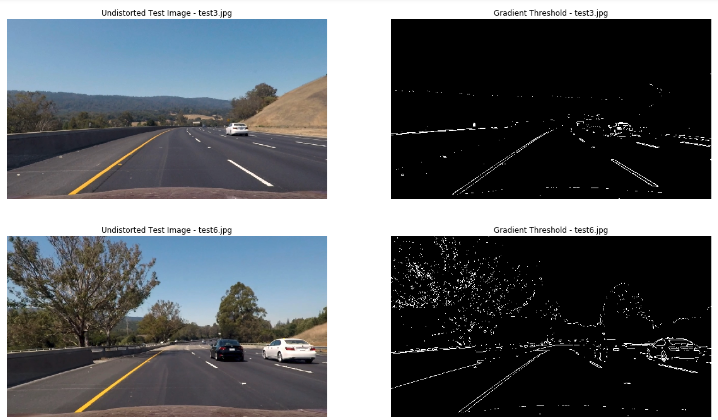 Undistorted Test Image - test3.jpg
Gradient Threshold - test3.jpg
Undistorted Test Image - test6.jpg
Gradient Threshold - test6.jpg